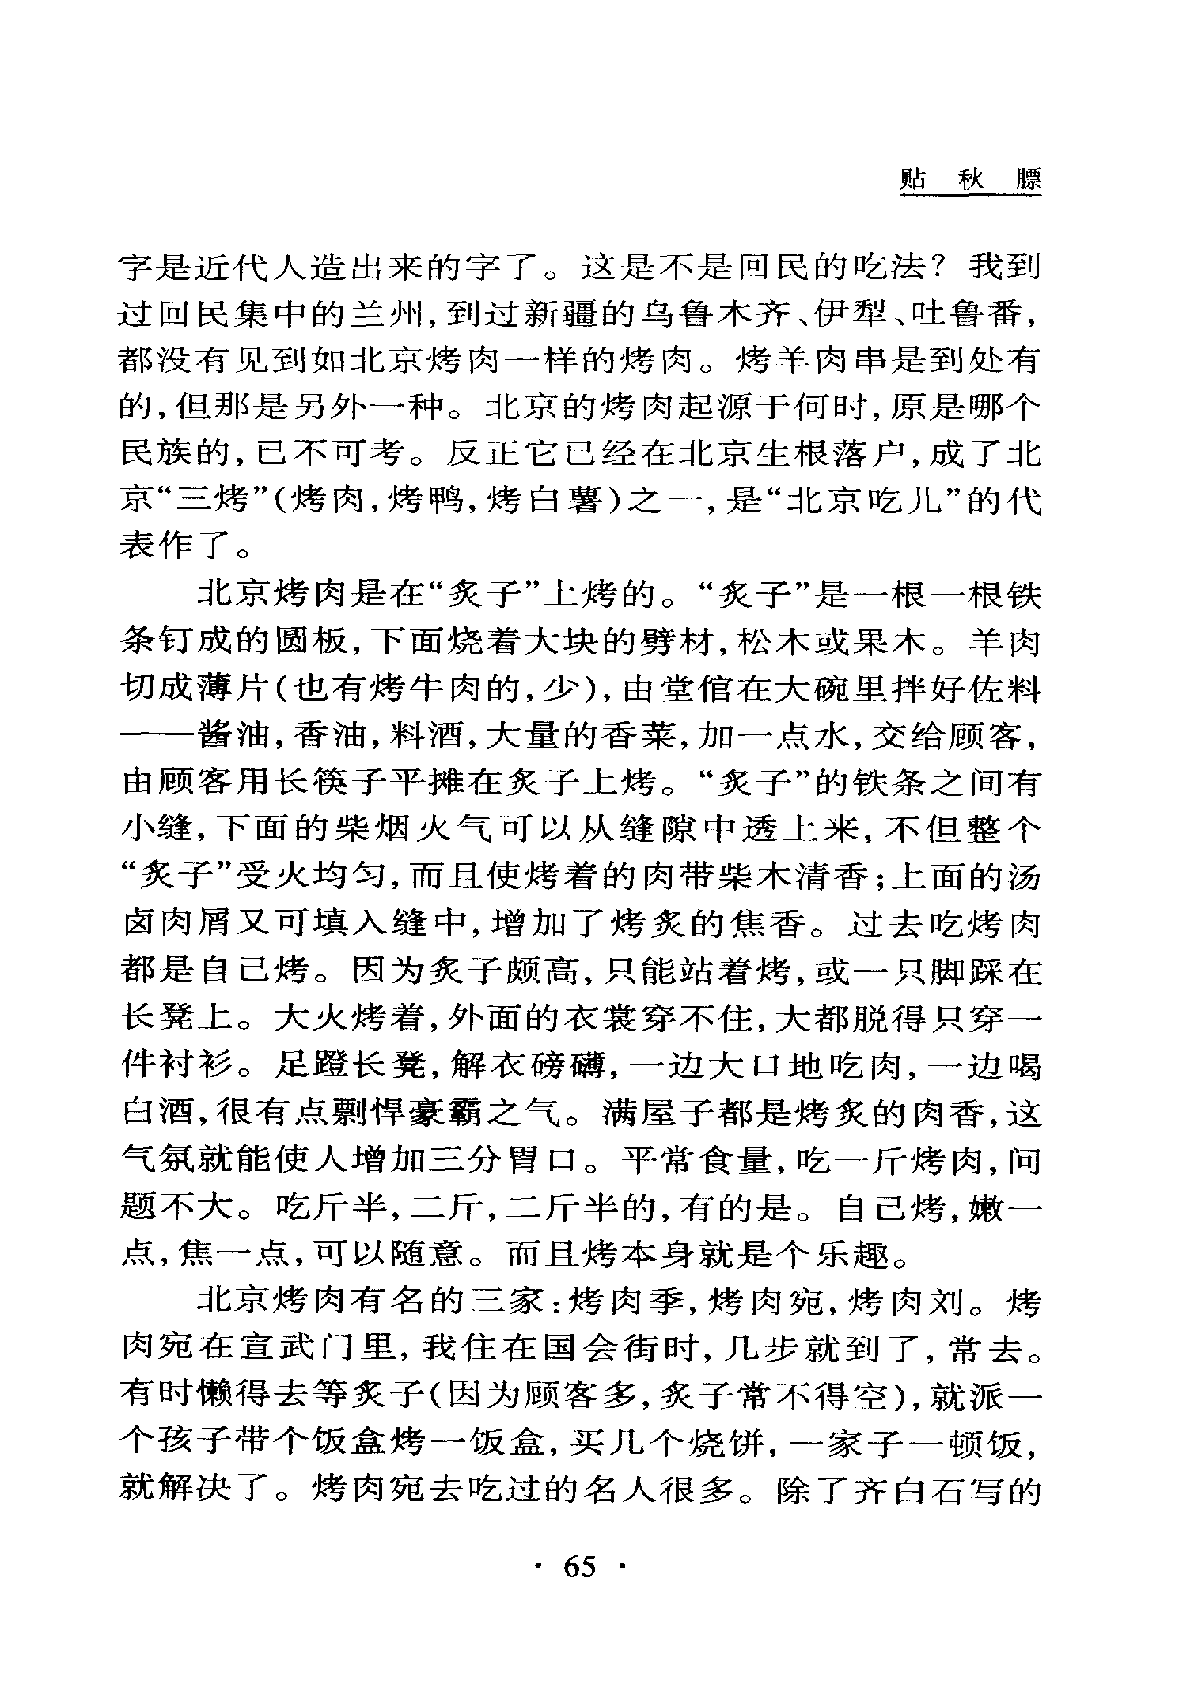 贴 秋 膘
字是近代人造出来的字了。这是不是回民的吃法？我到
过回民集中的兰州，到过新疆的乌鲁木齐、伊犁、吐鲁番，
都没有见到如北京烤肉一样的烤肉。烤羊肉串是到处有
的，但那是另外一种。北京的烤肉起源于何时，原是哪个
民族的，已不可考。反正它已经在北京生根落户，成了北
京“三烤”（烤肉，烤鸭，烤白薯）之一，是“北京吃儿”的代
表作了。
北京烤肉是在“炙子”上烤的。“炙子”是一根一根铁
条钉成的圆板，下面烧着大块的劈材，松木或果木。羊肉
切成薄片（也有烤牛肉的，少），由堂倌在大碗里拌好佐料
——酱油，香油，料酒，大量的香菜，加一点水，交给顾客，
由顾客用长筷子平摊在炙子上烤。“炙子”的铁条之间有
小缝，下面的柴烟火气可以从缝隙中透上来，不但整个
“炙子”受火均匀，而且使烤着的肉带柴木清香；上面的汤
卤肉屑又可填入缝中，增加了烤炙的焦香。过去吃烤肉
都是自己烤。因为炙子颇高，只能站着烤，或一只脚踩在
长凳上。大火烤着，外面的衣裳穿不住，大都脱得只穿一
件衬衫。足蹬长凳，解衣磅礴，一边大口地吃肉，一边喝
白酒，很有点剽悍豪霸之气。满屋子都是烤炙的肉香，这
气氛就能使人增加三分胃口。平常食量，吃一斤烤肉，问
题不大。吃斤半，二斤，二斤半的，有的是。自己烤，嫩一
点，焦一点，可以随意。而且烤本身就是个乐趣。
北京烤肉有名的三家：烤肉季，烤肉宛，烤肉刘。烤
肉宛在宣武门里，我住在国会街时，几步就到了，常去。
有时懒得去等炙子（因为顾客多，炙子常不得空），就派一
个孩子带个饭盒烤一饭盒，买几个烧饼，一家子一顿饭，
就解决了。烤肉宛去吃过的名人很多。除了齐白石写的
· 65 ·